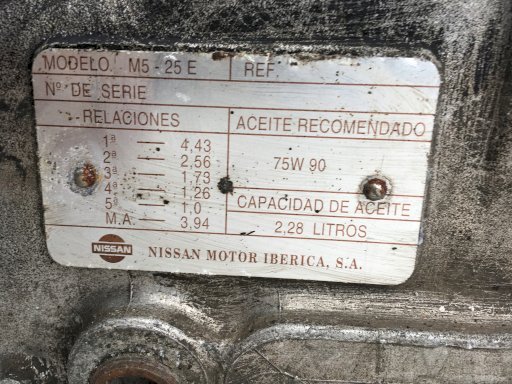 MODELO M5 - 25 E REF.
Nº DE SERIE
RELACIONES
1ª — 4,43
2ª — 2,56
3ª — 1,73
4ª — 1,26
5ª — 1,0
M.A. — 3,94
ACEITE RECOMENDADO
75W 90
CAPACIDAD DE ACEITE
2,28 LITROS
NISSAN NISSAN MOTOR IBERICA, S.A.